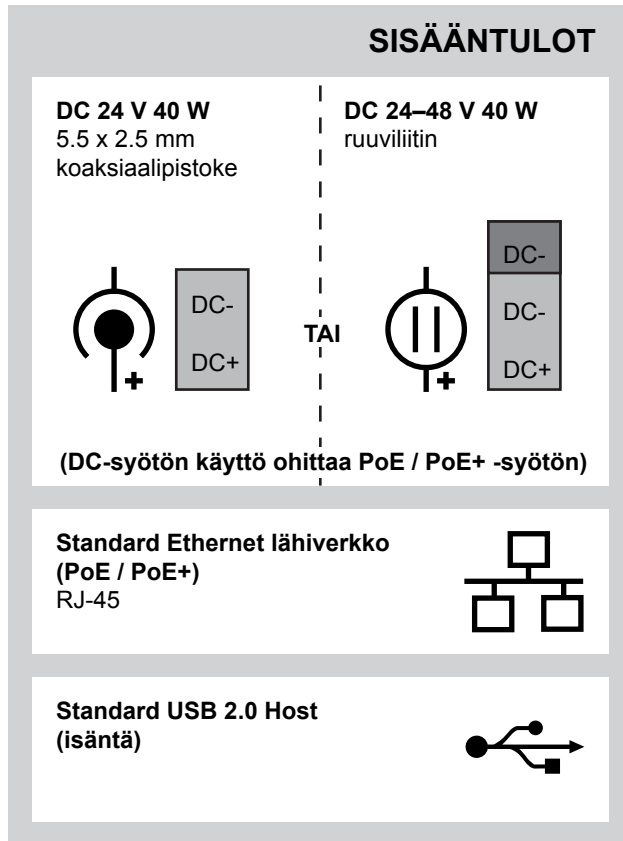 SISÄÄNTULOT
DC 24 V 40 W
5.5 x 2.5 mm
koaksiaalipistoke
DC-
DC+
+
TAI
DC 24–48 V 40 W
ruuviliitin
DC-
DC-
DC+
+
(DC-syötön käyttö ohittaa PoE / PoE+ -syötön)
Standard Ethernet lähiverkko
(PoE / PoE+)
RJ-45
Standard USB 2.0 Host
(isäntä)